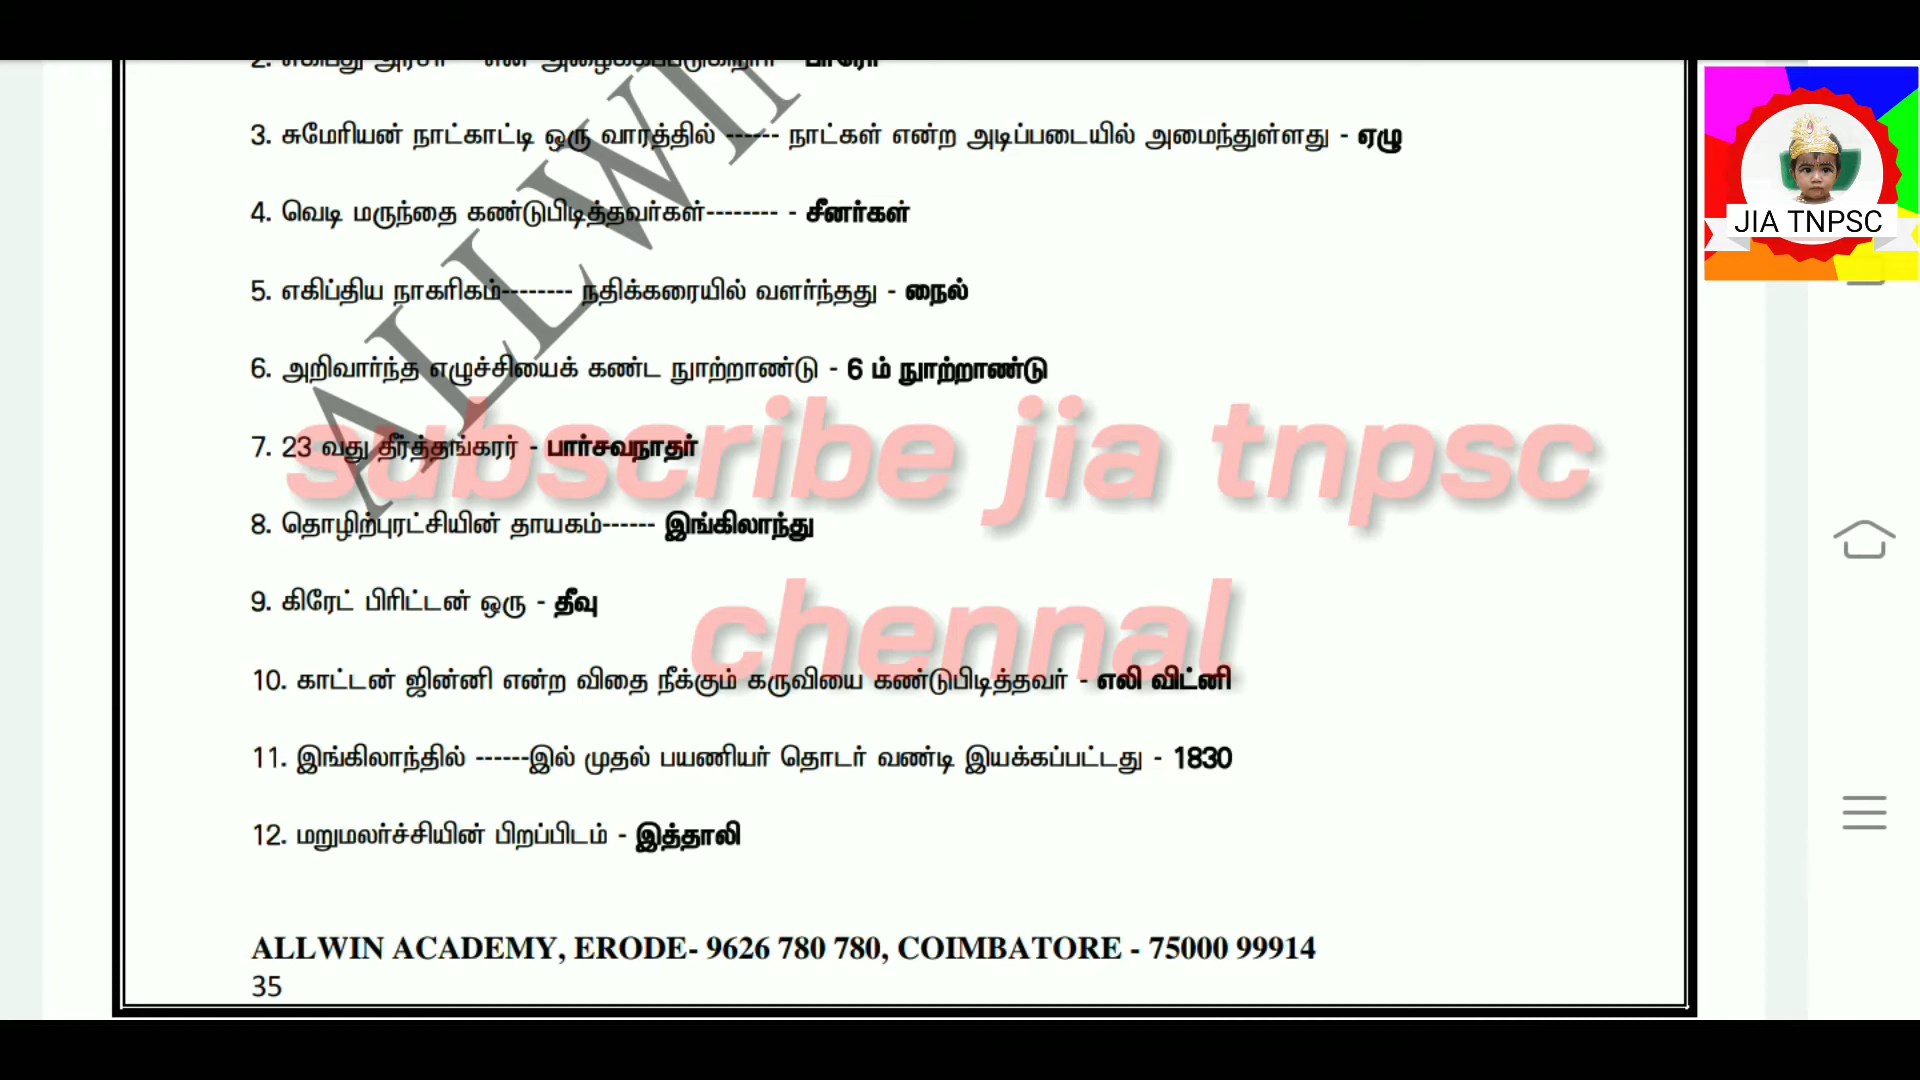 3. சுமேரியன் நாட்காட்டி ஒரு வாரத்தில் ------ நாட்கள் என்ற அடிப்படையில் அமைந்துள்ளது - ஏழு
4. வெடி மருந்தை கண்டுபிடித்தவர்கள்-------- - சீனர்கள்
5. எகிப்திய நாகரிகம்-------- நதிக்கரையில் வளர்ந்தது - நைல்
6. அறிவார்ந்த எழுச்சியைக் கண்ட நுாற்றாண்டு - 6 ம் நுாற்றாண்டு
7. 23 வது தீர்த்தங்கரர் - பார்சவநாதர்
8. தொழிற்புரட்சியின் தாயகம்------ இங்கிலாந்து
9. கிரேட் பிரிட்டன் ஒரு - தீவு
10. காட்டன் ஜின்னி என்ற விதை நீக்கும் கருவியை கண்டுபிடித்தவர் - எலி விட்னி
11. இங்கிலாந்தில் ------இல் முதல் பயணியர் தொடர் வண்டி இயக்கப்பட்டது - 1830
12. மறுமலர்ச்சியின் பிறப்பிடம் - இத்தாலி
ALLWIN ACADEMY, ERODE- 9626 780 780, COIMBATORE - 75000 99914
35
ALLWIN
subscribe jia tnpsc
chennal
JIA TNPSC